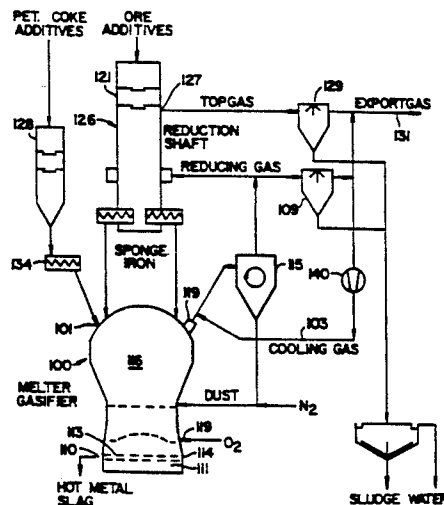 PET. COKE
ADDITIVES
ORE
ADDITIVES
121
127
129
TOPGAS
EXPORTGAS
131
128
126
REDUCTION
SHAFT
REDUCING GAS
109
134
SPONGE
IRON
115
119
140
101
103
COOLING GAS
100
116
MELTER
GASIFIER
DUST
N2
113
119
O2
110
114
111
HOT METAL
SLAG
SLUDGE WATER